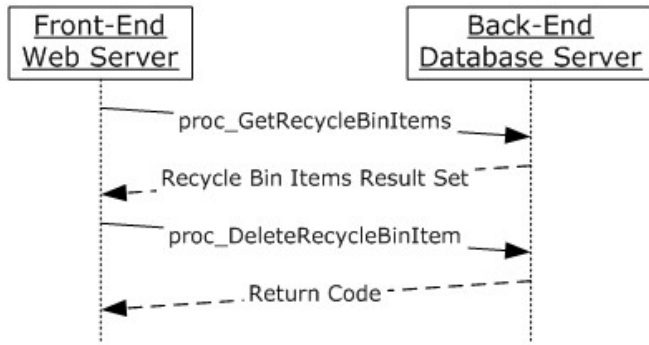 Front-End
Web Server
Back-End
Database Server
proc_GetRecycleBinItems
Recycle Bin Items Result Set
proc_DeleteRecycleBinItem
Return Code